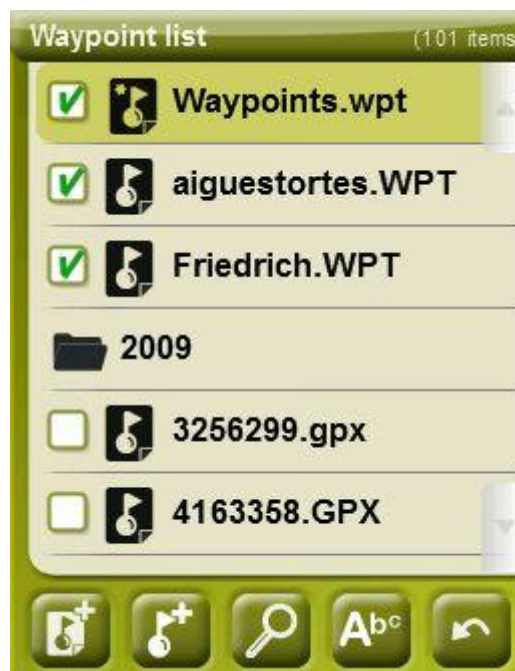 Waypoint list (101 items
Waypoints.wpt
aiguestortes.WPT
Friedrich.WPT
2009
3256299.gpx
4163358.GPX
Abc